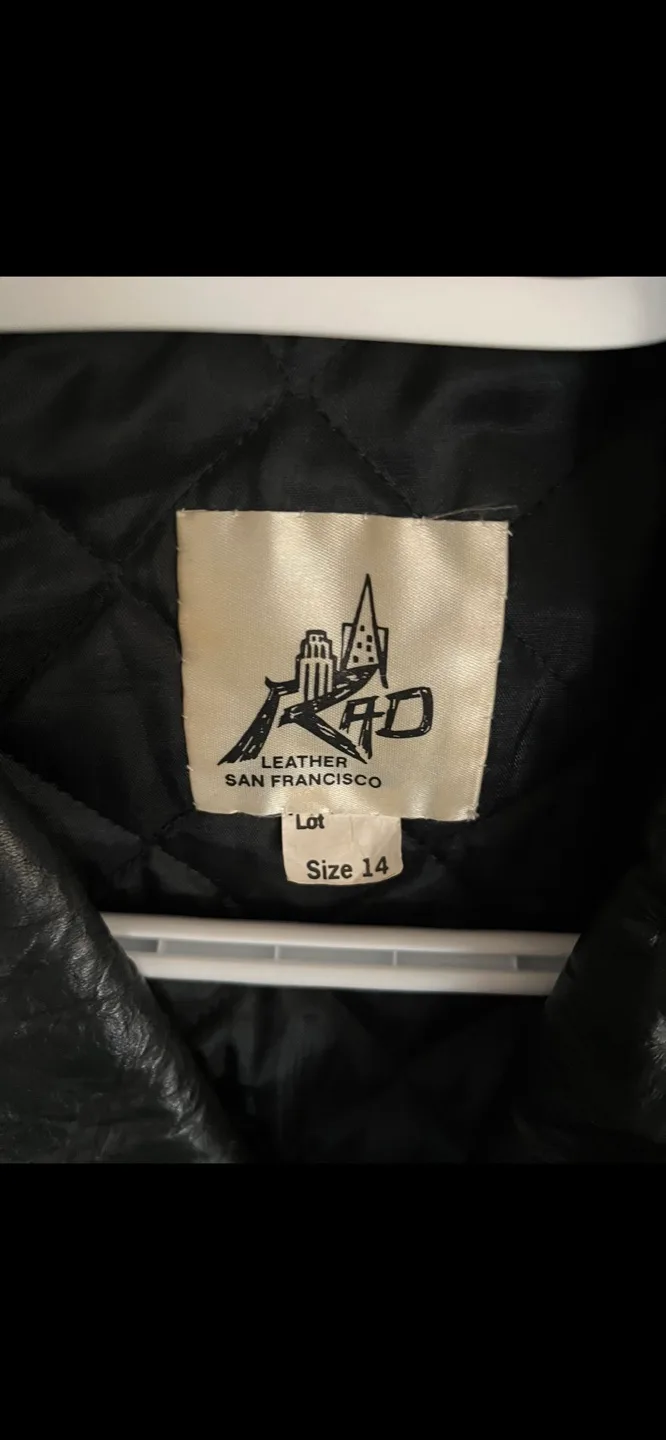 RAD
LEATHER
SAN FRANCISCO
Lot
Size 14